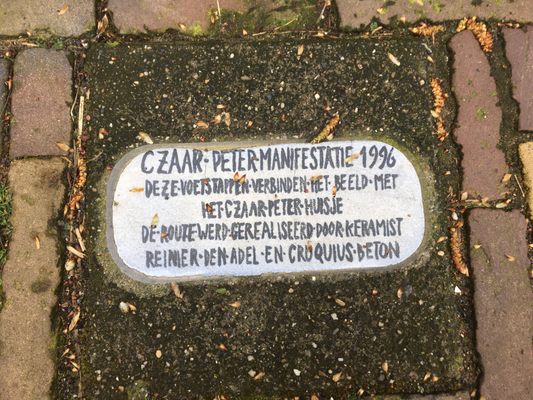 CZAAR·PETER·MANIFESTATIE·1996
DEZE·VOETSTAPPEN·VERBINDEN·HET·BEELD·MET
HET·CZAAR·PETER·HUISJE
DE·ROUTE·WERD·GEREALISEERD·DOOR·KERAMIST
REINIER·DEN·ADEL·EN·CROQUIUS·BETON